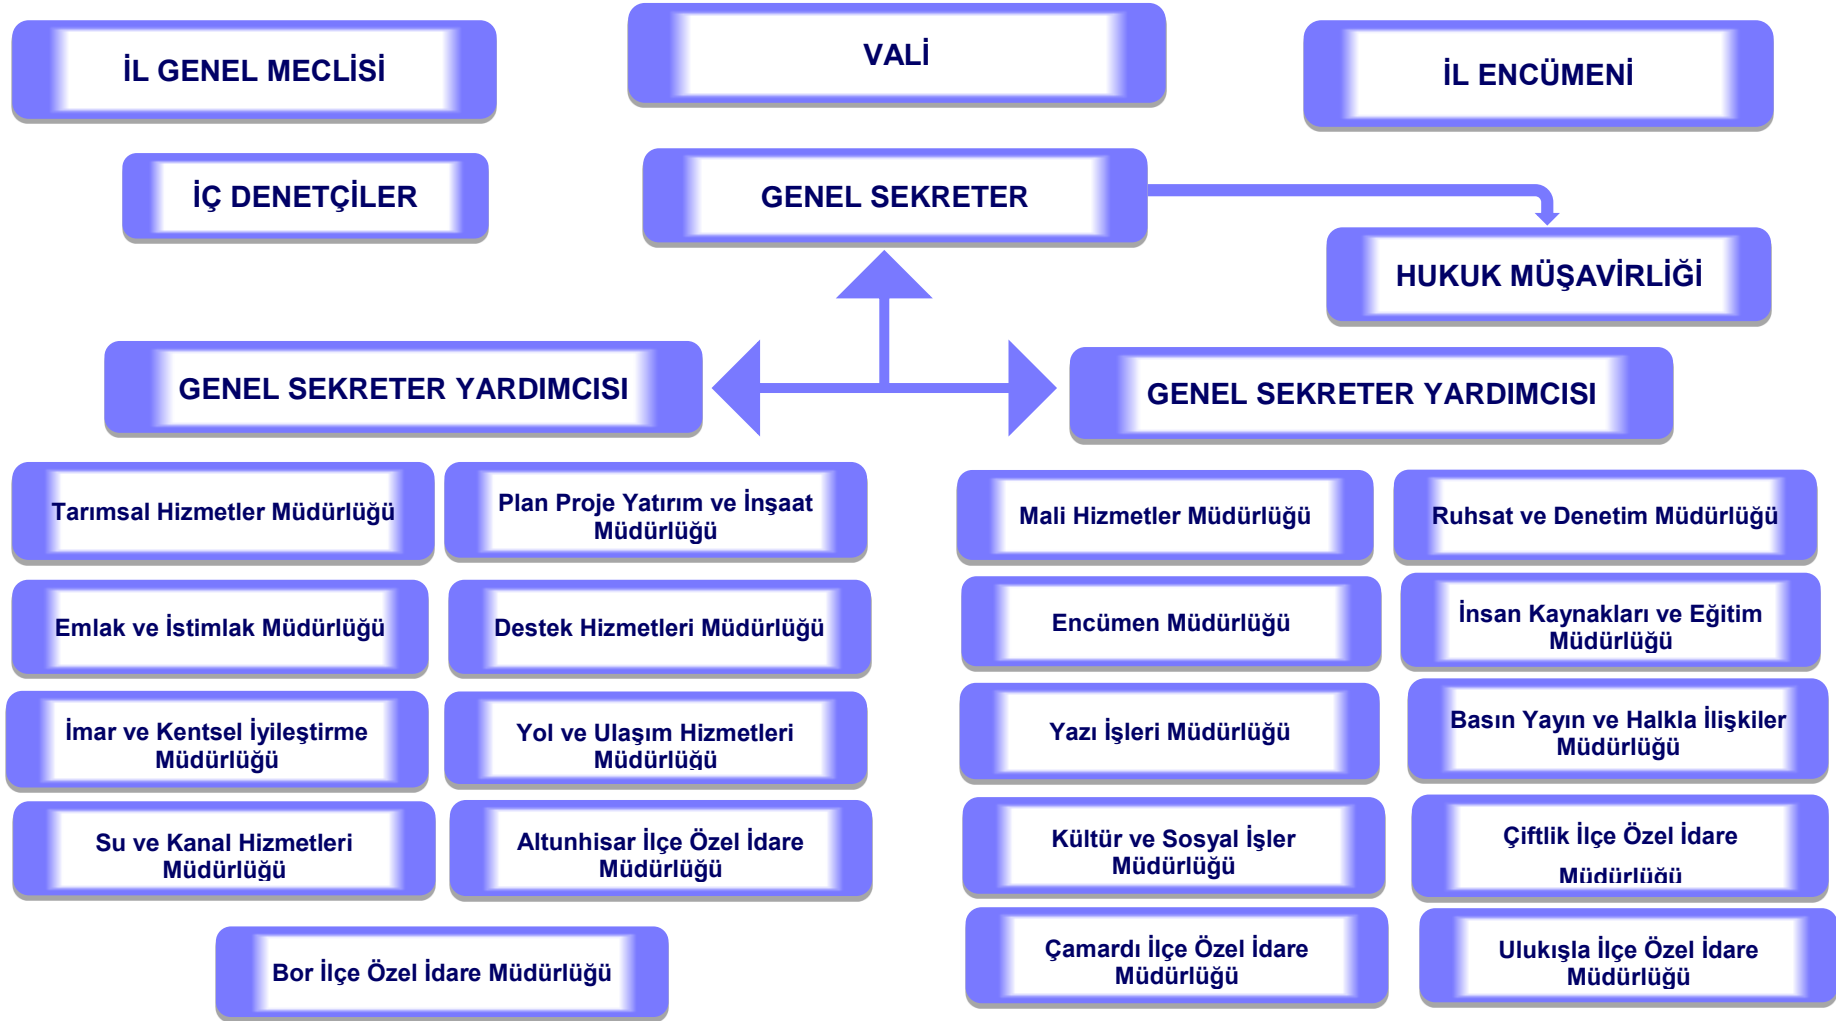 İL GENEL MECLİSİ
VALİ
İL ENCÜMENİ
İÇ DENETÇİLER
GENEL SEKRETER
HUKUK MÜŞAVİRLİĞİ
GENEL SEKRETER YARDIMCISI
GENEL SEKRETER YARDIMCISI
Tarımsal Hizmetler Müdürlüğü
Plan Proje Yatırım ve İnşaat
Müdürlüğü
Mali Hizmetler Müdürlüğü
Ruhsat ve Denetim Müdürlüğü
Emlak ve İstimlak Müdürlüğü
Destek Hizmetleri Müdürlüğü
Encümen Müdürlüğü
İnsan Kaynakları ve Eğitim
Müdürlüğü
İmar ve Kentsel İyileştirme
Müdürlüğü
Yol ve Ulaşım Hizmetleri
Müdürlüğü
Yazı İşleri Müdürlüğü
Basın Yayın ve Halkla İlişkiler
Müdürlüğü
Su ve Kanal Hizmetleri
Müdürlüğü
Altunhisar İlçe Özel İdare
Müdürlüğü
Kültür ve Sosyal İşler
Müdürlüğü
Çiftlik İlçe Özel İdare
Müdürlüğü
Bor İlçe Özel İdare Müdürlüğü
Çamardı İlçe Özel İdare
Müdürlüğü
Ulukışla İlçe Özel İdare
Müdürlüğü